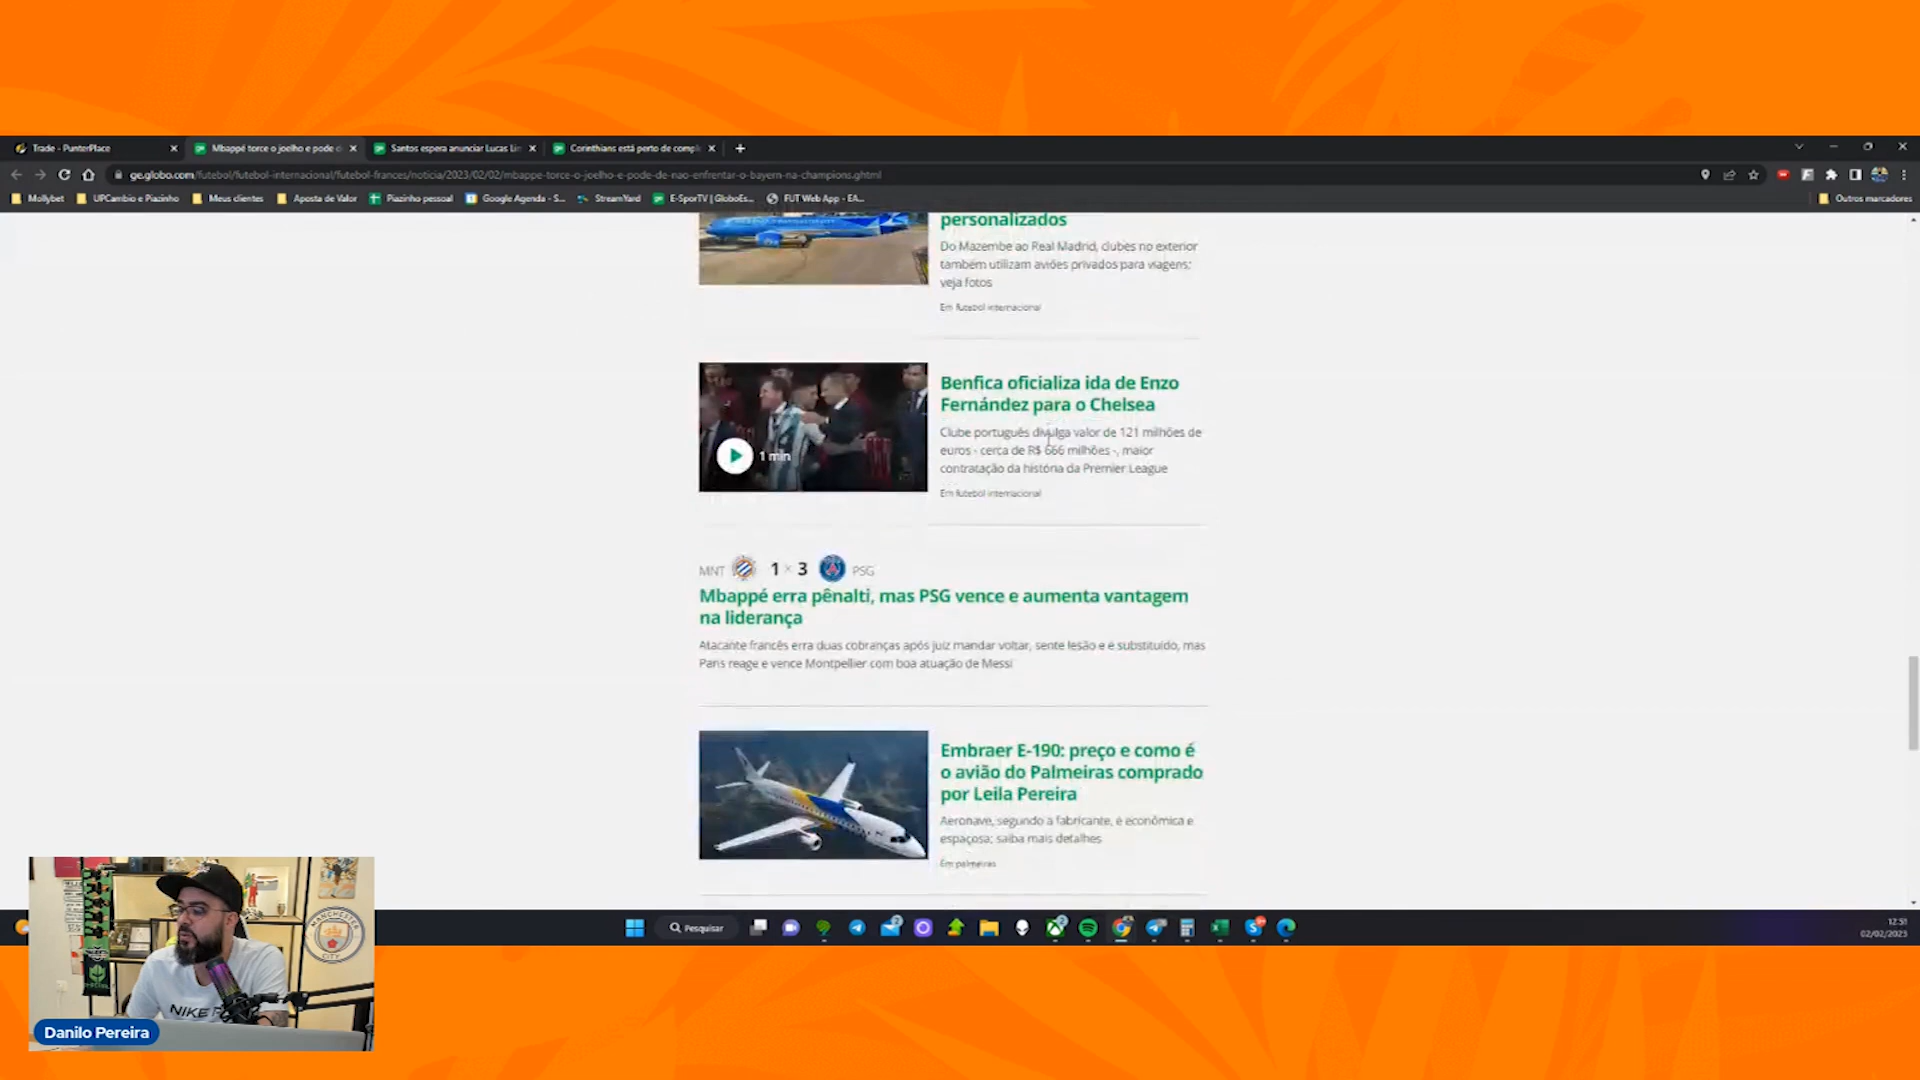 Trade - PunterPlace
Mbappé torce o joelho e pode d
Santos espera anunciar Lucas Li
Corinthians está perto de compl
ge.globo.com/futebol/futebol-internacional/futebol-frances/noticia/2023/02/02/mbappe-torce-o-joelho-e-pode-de-nao-enfrentar-o-bayern-na-champions.ghtml
Mollybet
UPCambio e Piazinho
Meus clientes
Aposta de Valor
Piazinho pessoal
Google Agenda - S...
StreamYard
E-SporTV | GloboEs...
FUT Web App - EA...
Outros marcadores
personalizados
Do Mazembe ao Real Madrid, clubes no exterior
também utilizam aviões privados para viagens;
veja fotos
Em futebol internacional
Benfica oficializa ida de Enzo
Fernández para o Chelsea
Clube português divulga valor de 121 milhões de
euros - cerca de R$ 666 milhões -, maior
contratação da história da Premier League
Em futebol internacional
1 min
MNT 1 × 3 PSG
Mbappé erra pênalti, mas PSG vence e aumenta vantagem
na liderança
Atacante francês erra duas cobranças após juiz mandar voltar, sente lesão e é substituído, mas
Paris reage e vence Montpellier com boa atuação de Messi
Embraer E-190: preço e como é
o avião do Palmeiras comprado
por Leila Pereira
Aeronave, segundo a fabricante, é econômica e
espaçosa; saiba mais detalhes
Em palmeiras
Pesquisar
12:51
02/02/2023
MANCHESTER
CITY
NIKE
Danilo Pereira